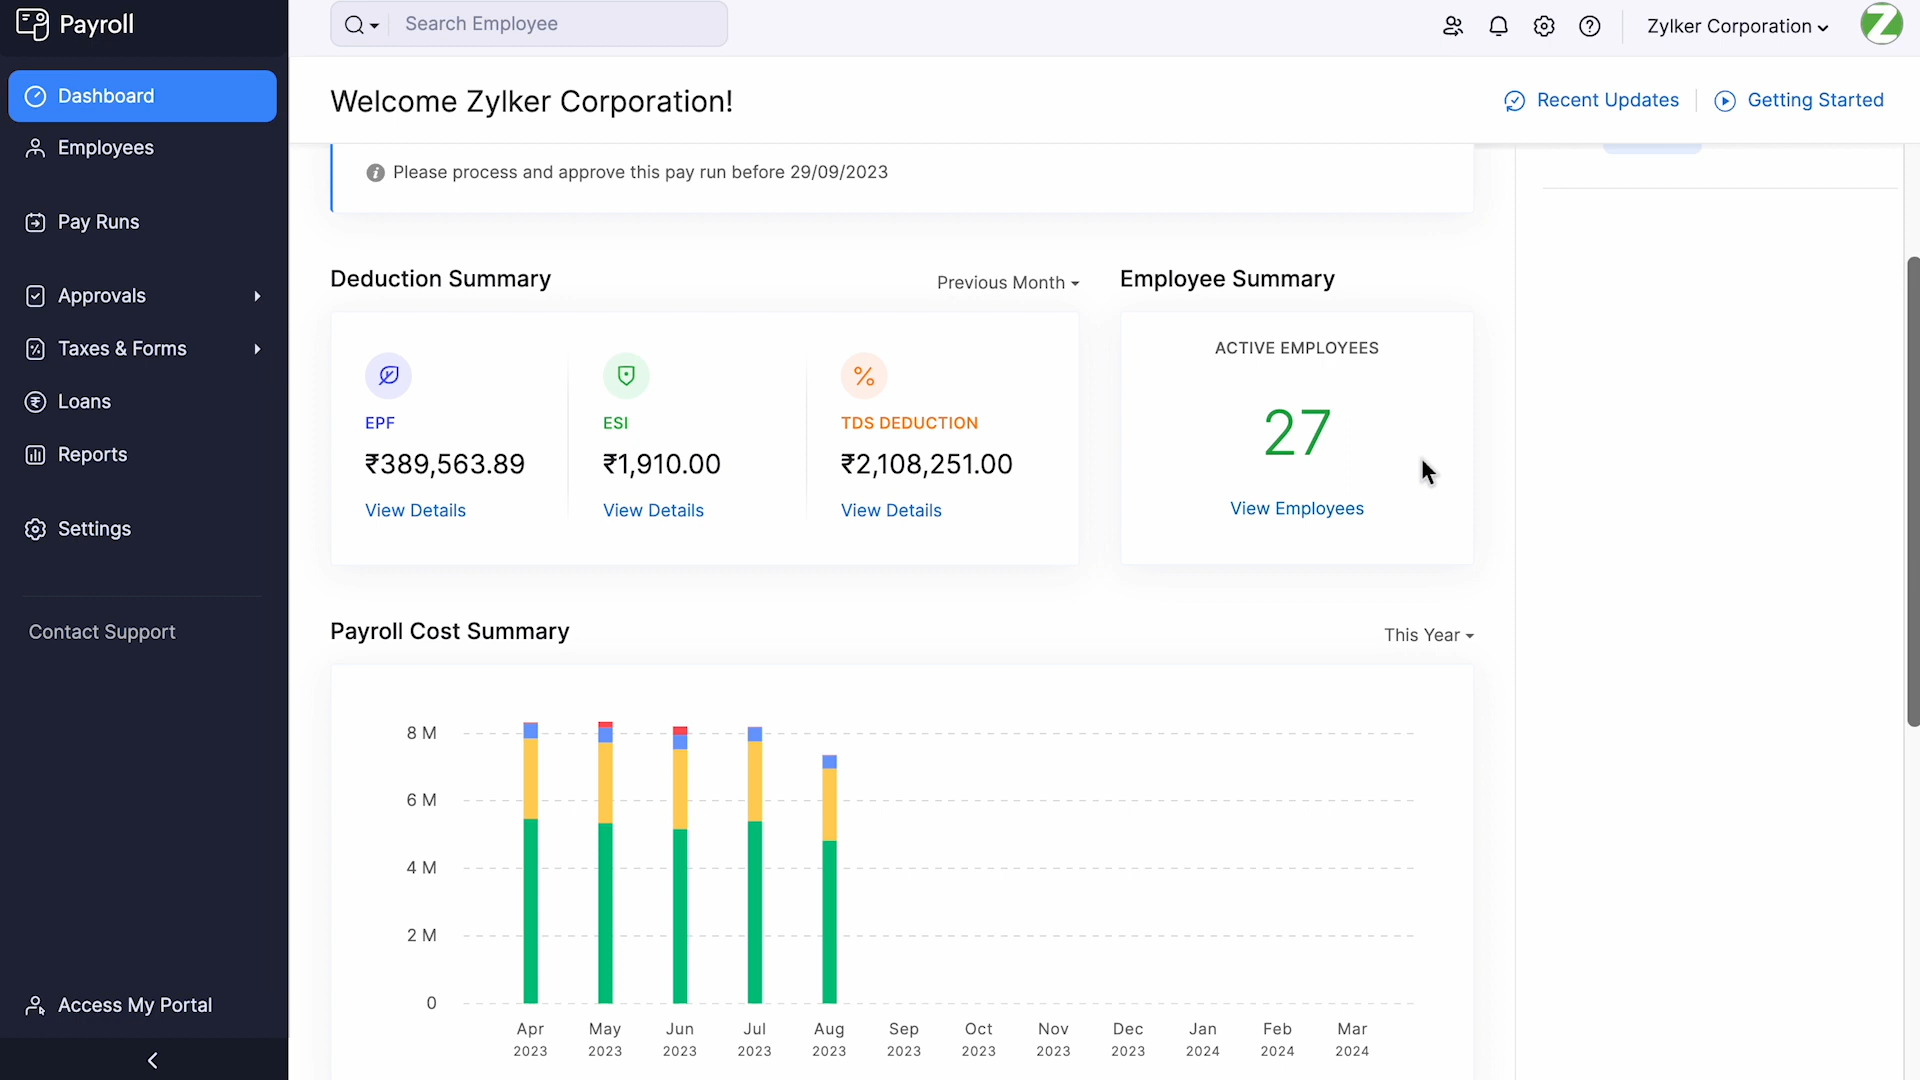 Payroll
Search Employee
Zylker Corporation
Z
Dashboard
Employees
Pay Runs
Approvals
Taxes & Forms
Loans
Reports
Settings
Contact Support
Access My Portal
Welcome Zylker Corporation!
Recent Updates
Getting Started
Please process and approve this pay run before 29/09/2023
Deduction Summary
Previous Month
EPF
₹389,563.89
View Details
ESI
₹1,910.00
View Details
TDS DEDUCTION
₹2,108,251.00
View Details
Employee Summary
ACTIVE EMPLOYEES
27
View Employees
Payroll Cost Summary
This Year
8 M
6 M
4 M
2 M
0
Apr 2023
May 2023
Jun 2023
Jul 2023
Aug 2023
Sep 2023
Oct 2023
Nov 2023
Dec 2023
Jan 2024
Feb 2024
Mar 2024